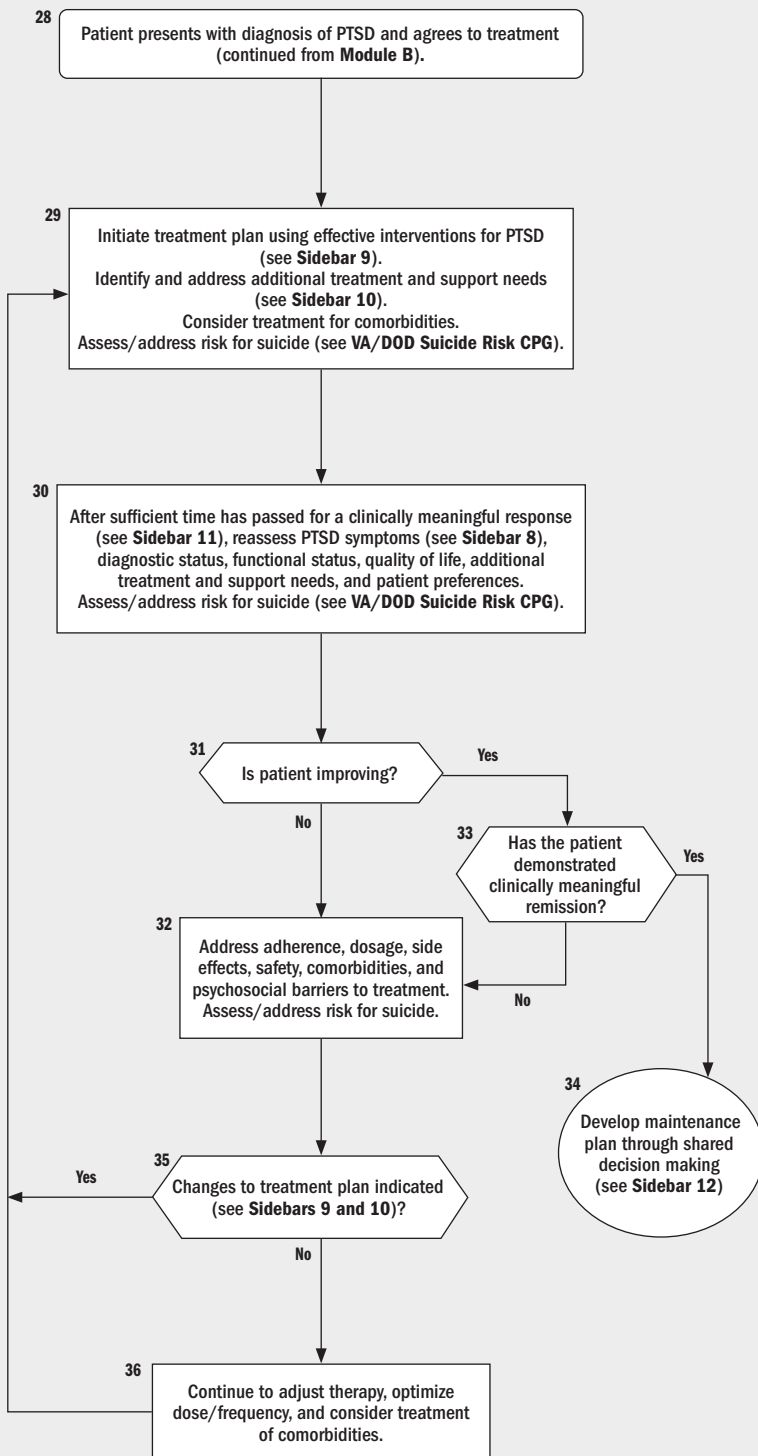 28
Patient presents with diagnosis of PTSD and agrees to treatment
(continued from Module B).
29
Initiate treatment plan using effective interventions for PTSD
(see Sidebar 9).
Identify and address additional treatment and support needs
(see Sidebar 10).
Consider treatment for comorbidities.
Assess/address risk for suicide (see VA/DOD Suicide Risk CPG).
30
After sufficient time has passed for a clinically meaningful response
(see Sidebar 11), reassess PTSD symptoms (see Sidebar 8),
diagnostic status, functional status, quality of life, additional
treatment and support needs, and patient preferences.
Assess/address risk for suicide (see VA/DOD Suicide Risk CPG).
31
Is patient improving?
Yes
No
33
Has the patient
demonstrated
clinically meaningful
remission?
Yes
No
32
Address adherence, dosage, side
effects, safety, comorbidities, and
psychosocial barriers to treatment.
Assess/address risk for suicide.
34
Develop maintenance
plan through shared
decision making
(see Sidebar 12)
35
Changes to treatment plan indicated
(see Sidebars 9 and 10)?
Yes
No
36
Continue to adjust therapy, optimize
dose/frequency, and consider treatment
of comorbidities.